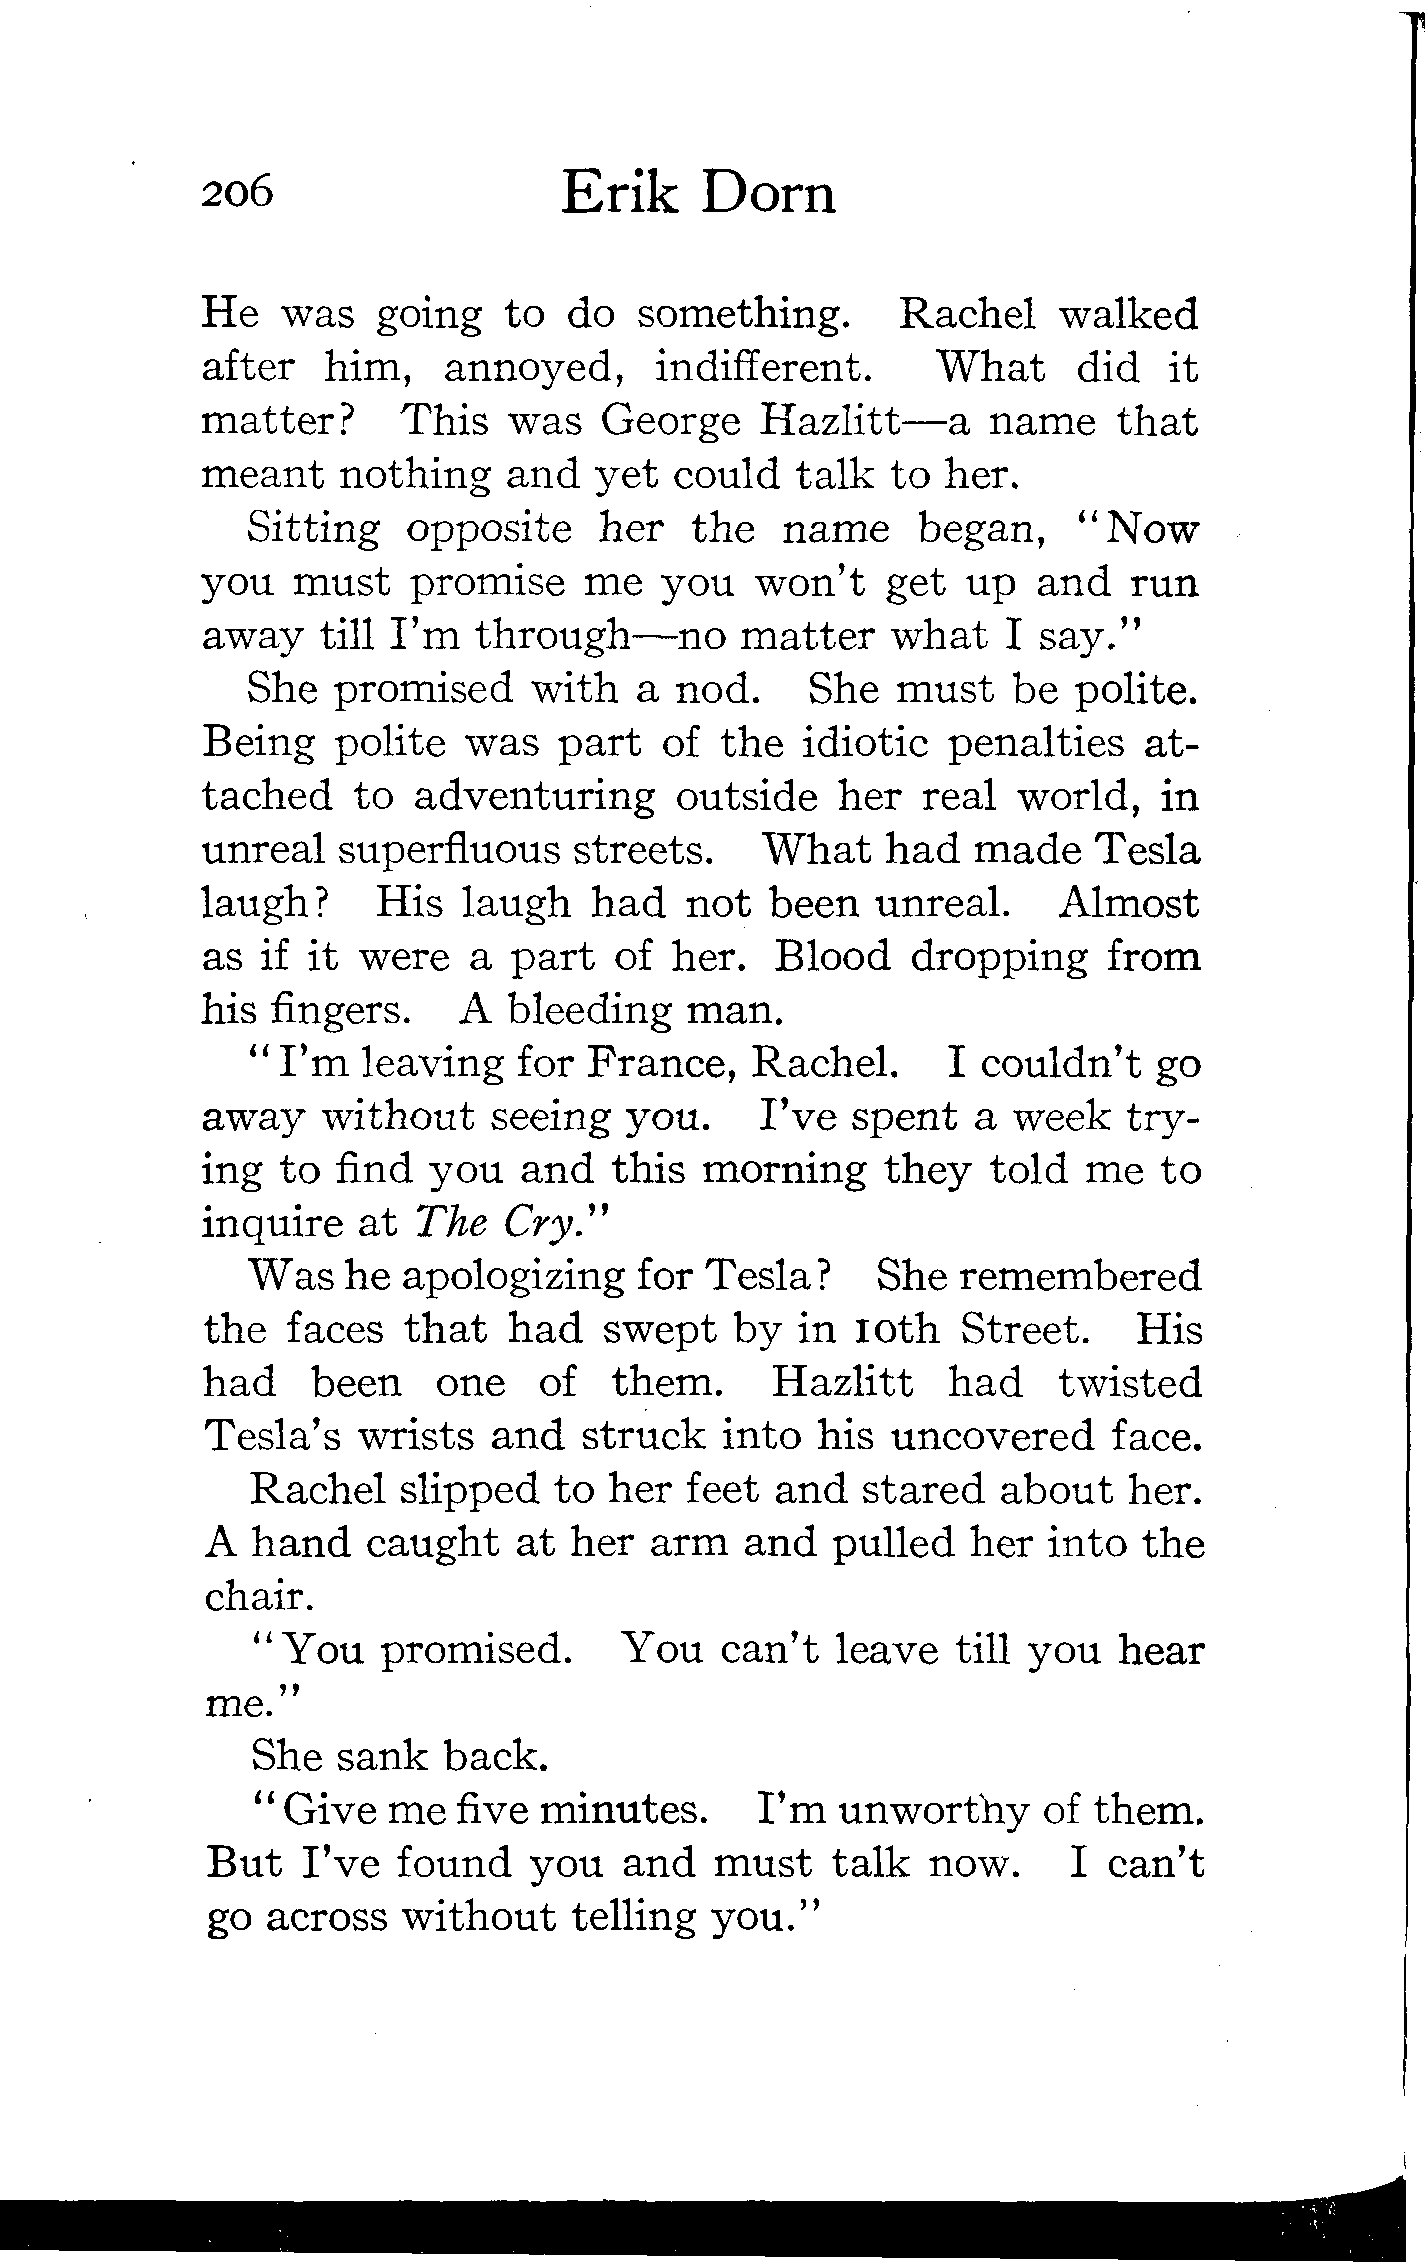 206 Erik Dorn
He was going to do something. Rachel walked
after him, annoyed, indifferent. What did it
matter? This was George Hazlitt—a name that
meant nothing and yet could talk to her.
Sitting opposite her the name began, "Now
you must promise me you won't get up and run
away till I'm through—no matter what I say."
She promised with a nod. She must be polite.
Being polite was part of the idiotic penalties at-
tached to adventuring outside her real world, in
unreal superfluous streets. What had made Tesla
laugh? His laugh had not been unreal. Almost
as if it were a part of her. Blood dropping from
his fingers. A bleeding man.
"I'm leaving for France, Rachel. I couldn't go
away without seeing you. I've spent a week try-
ing to find you and this morning they told me to
inquire at The Cry."
Was he apologizing for Tesla? She remembered
the faces that had swept by in 10th Street. His
had been one of them. Hazlitt had twisted
Tesla's wrists and struck into his uncovered face.
Rachel slipped to her feet and stared about her.
A hand caught at her arm and pulled her into the
chair.
"You promised. You can't leave till you hear
me."
She sank back.
"Give me five minutes. I'm unworthy of them.
But I've found you and must talk now. I can't
go across without telling you."